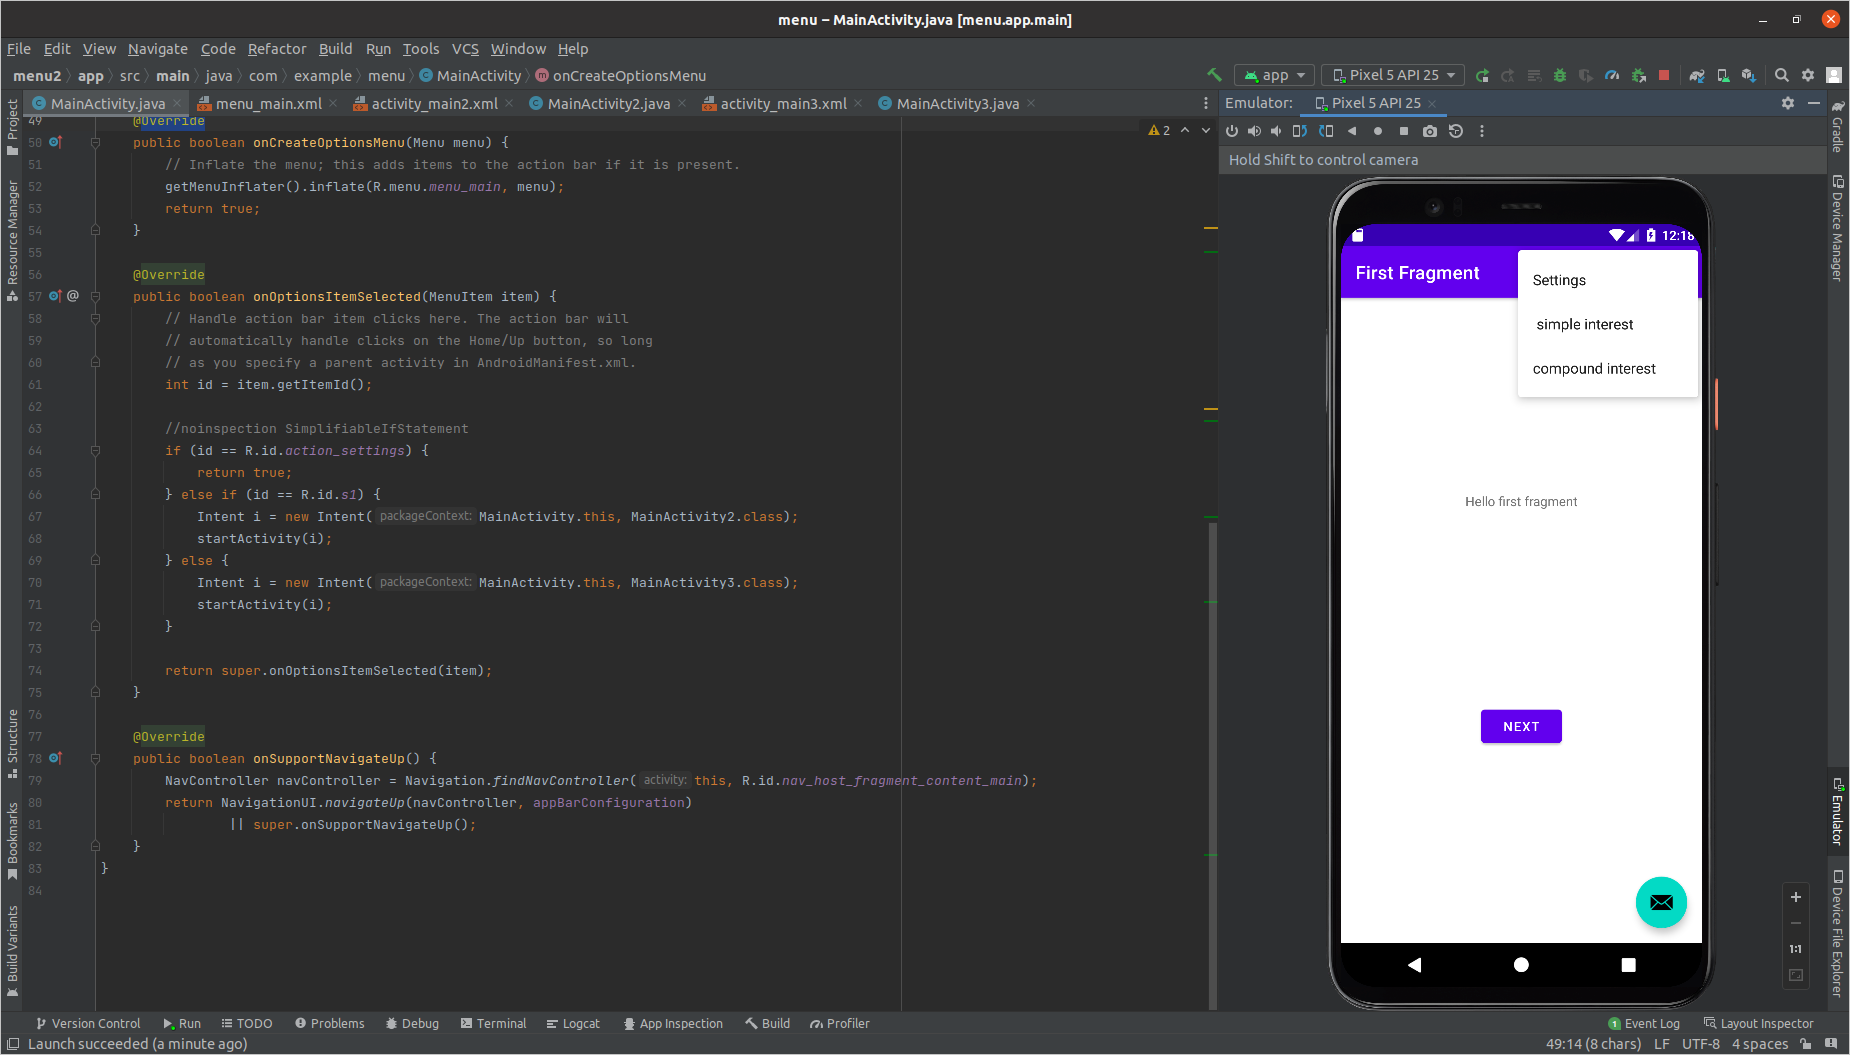 menu – MainActivity.java [menu.app.main]
File Edit View Navigate Code Refactor Build Run Tools VCS Window Help
menu2 app src main java com example menu MainActivity onCreateOptionsMenu
app Pixel 5 API 25
MainActivity.java menu_main.xml activity_main2.xml MainActivity2.java activity_main3.xml MainActivity3.java
Emulator: Pixel 5 API 25
Hold Shift to control camera
2
49 @Override
50 public boolean onCreateOptionsMenu(Menu menu) {
51 // Inflate the menu; this adds items to the action bar if it is present.
52 getMenuInflater().inflate(R.menu.menu_main, menu);
53 return true;
54 }
55
56 @Override
57 @ public boolean onOptionsItemSelected(MenuItem item) {
58 // Handle action bar item clicks here. The action bar will
59 // automatically handle clicks on the Home/Up button, so long
60 // as you specify a parent activity in AndroidManifest.xml.
61 int id = item.getItemId();
62
63 //noinspection SimplifiableIfStatement
64 if (id == R.id.action_settings) {
65 return true;
66 } else if (id == R.id.s1) {
67 Intent i = new Intent( packageContext: MainActivity.this, MainActivity2.class);
68 startActivity(i);
69 } else {
70 Intent i = new Intent( packageContext: MainActivity.this, MainActivity3.class);
71 startActivity(i);
72 }
73
74 return super.onOptionsItemSelected(item);
75 }
76
77 @Override
78 public boolean onSupportNavigateUp() {
79 NavController navController = Navigation.findNavController( activity: this, R.id.nav_host_fragment_content_main);
80 return NavigationUI.navigateUp(navController, appBarConfiguration)
81 || super.onSupportNavigateUp();
82 }
83 }
84
12:18
First Fragment
Settings
simple interest
compound interest
Hello first fragment
NEXT
1:1
Project
Resource Manager
Structure
Bookmarks
Build Variants
Gradle
Device Manager
Emulator
Device File Explorer
Version Control Run TODO Problems Debug Terminal Logcat App Inspection Build Profiler 1 Event Log Layout Inspector
Launch succeeded (a minute ago) 49:14 (8 chars) LF UTF-8 4 spaces